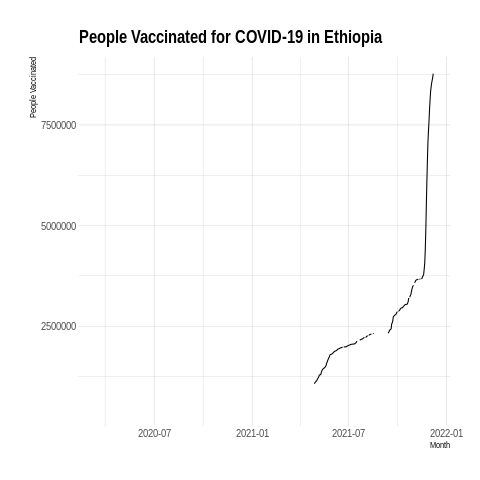 People Vaccinated for COVID-19 in Ethiopia
People Vaccinated
7500000
5000000
2500000
2020-07
2021-01
2021-07
2022-01
Month